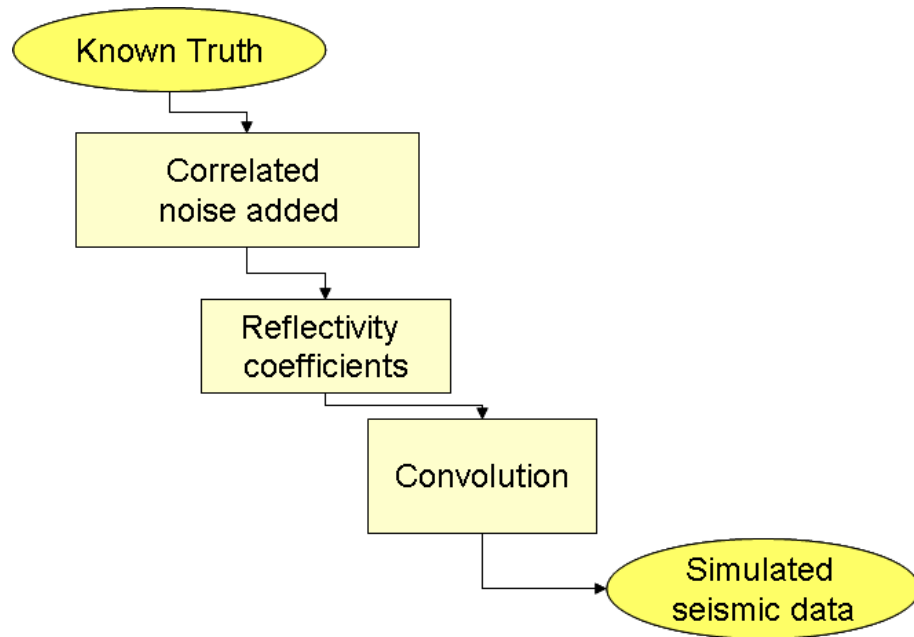 Known Truth
Correlated
noise added
Reflectivity
coefficients
Convolution
Simulated
seismic data